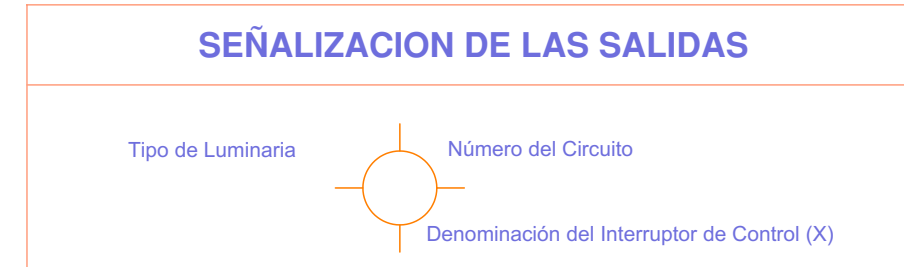 SEÑALIZACION DE LAS SALIDAS
Tipo de Luminaria
Número del Circuito
Denominación del Interruptor de Control (X)